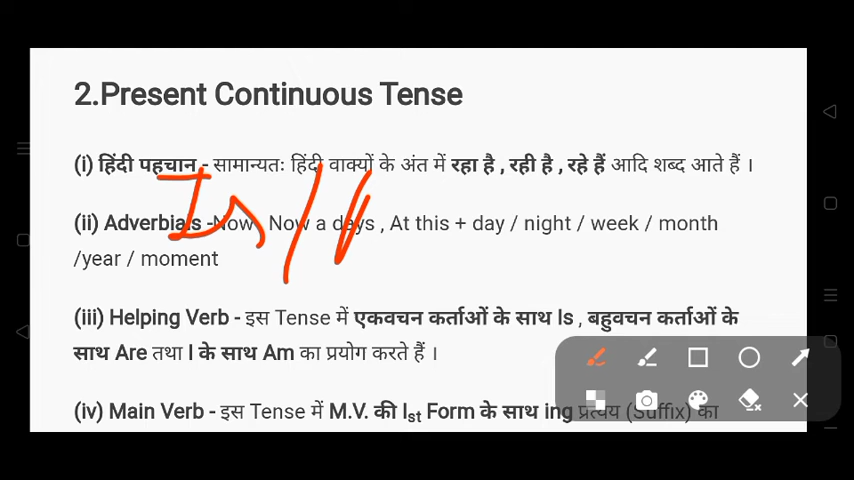 2.Present Continuous Tense
(i) हिंदी पहचान - सामान्यतः हिंदी वाक्यों के अंत में रहा है , रही है , रहे हैं आदि शब्द आते हैं ।
Is /
(ii) Adverbials -Now , Now a days , At this + day / night / week / month
/year / moment
(iii) Helping Verb - इस Tense में एकवचन कर्ताओं के साथ Is , बहुवचन कर्ताओं के
साथ Are तथा I के साथ Am का प्रयोग करते हैं ।
(iv) Main Verb - इस Tense में M.V. की Ist Form के साथ ing प्रत्यय (Suffix) का